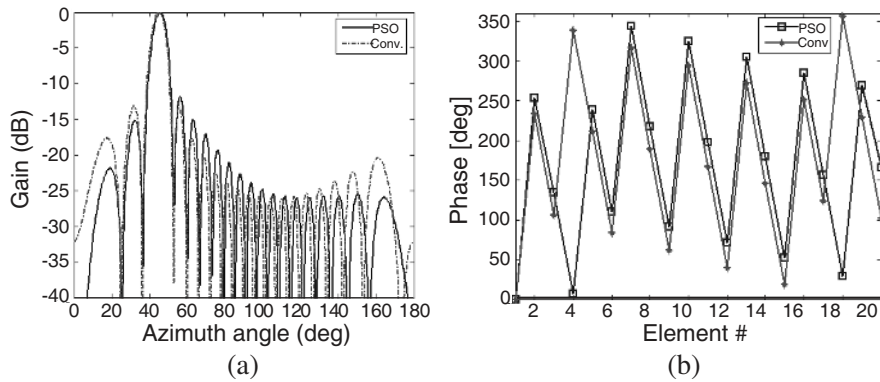 0
-5
-10
-15
-20
-25
-30
-35
-40
Gain (dB)
PSO
Conv.
0 20 40 60 80 100 120 140 160 180
Azimuth angle (deg)
(a)
350
300
250
200
150
100
50
0
Phase [deg]
PSO
Conv.
2 4 6 8 10 12 14 16 18 20
Element #
(b)